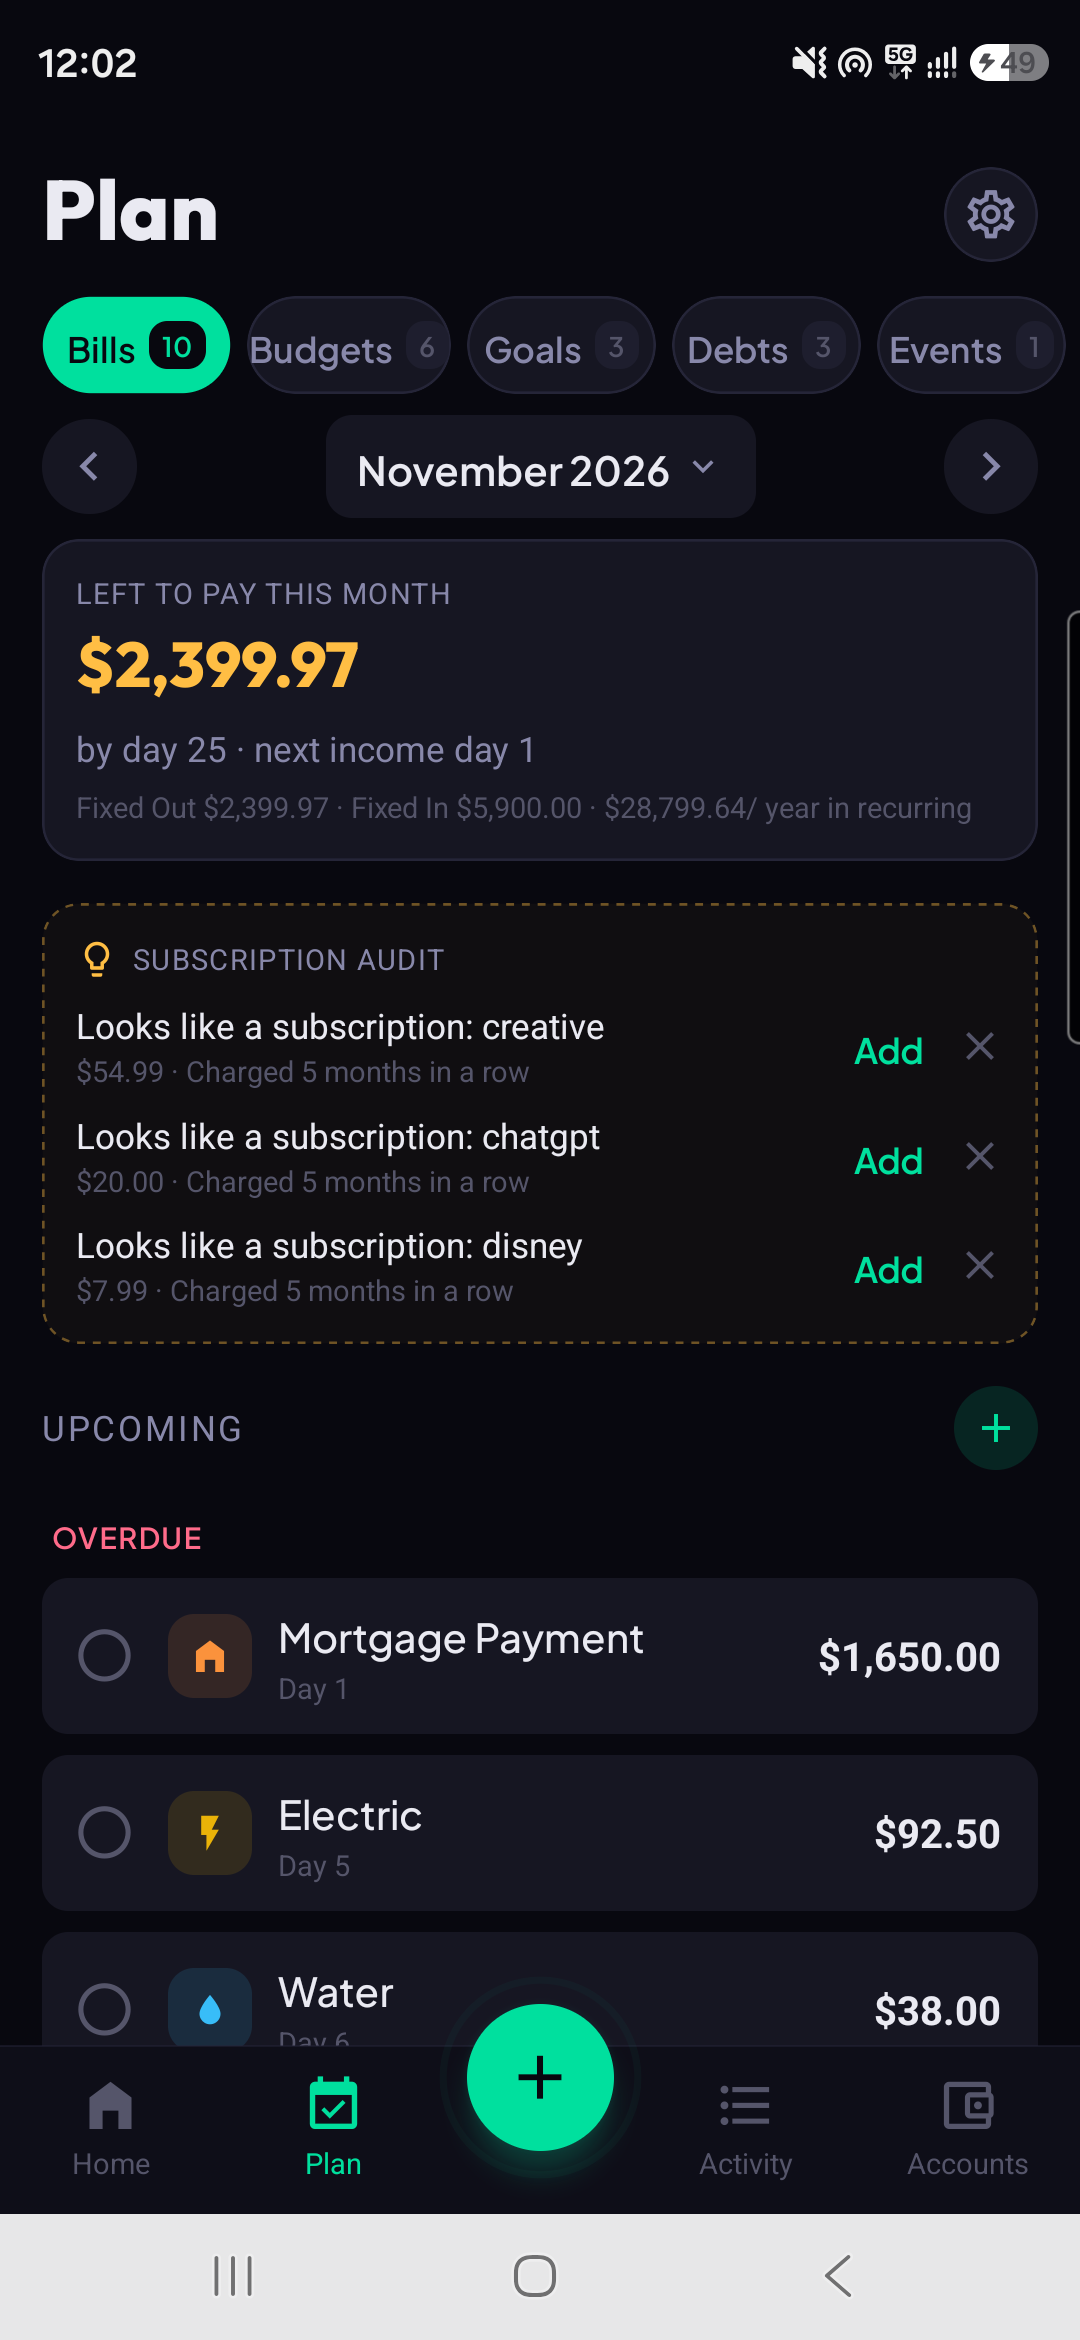 12:02
5G
49
Plan
Bills 10
Budgets 6
Goals 3
Debts 3
Events 1
November 2026
LEFT TO PAY THIS MONTH
$2,399.97
by day 25 · next income day 1
Fixed Out $2,399.97 · Fixed In $5,900.00 · $28,799.64/ year in recurring
SUBSCRIPTION AUDIT
Looks like a subscription: creative
$54.99 · Charged 5 months in a row
Add
Looks like a subscription: chatgpt
$20.00 · Charged 5 months in a row
Add
Looks like a subscription: disney
$7.99 · Charged 5 months in a row
Add
UPCOMING
OVERDUE
Mortgage Payment
Day 1
$1,650.00
Electric
Day 5
$92.50
Water
Day 6
$38.00
Home
Plan
Activity
Accounts